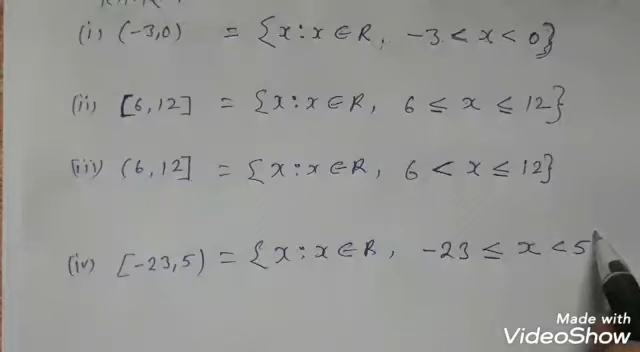 (i) (-3,0) = {x:x∈R, -3<x<0}
(ii) [6,12] = {x:x∈R, 6≤x≤12}
(iii) (6,12] = {x:x∈R, 6<x≤12}
(iv) [-23,5) = {x:x∈R, -23≤x<5
Made with
VideoShow